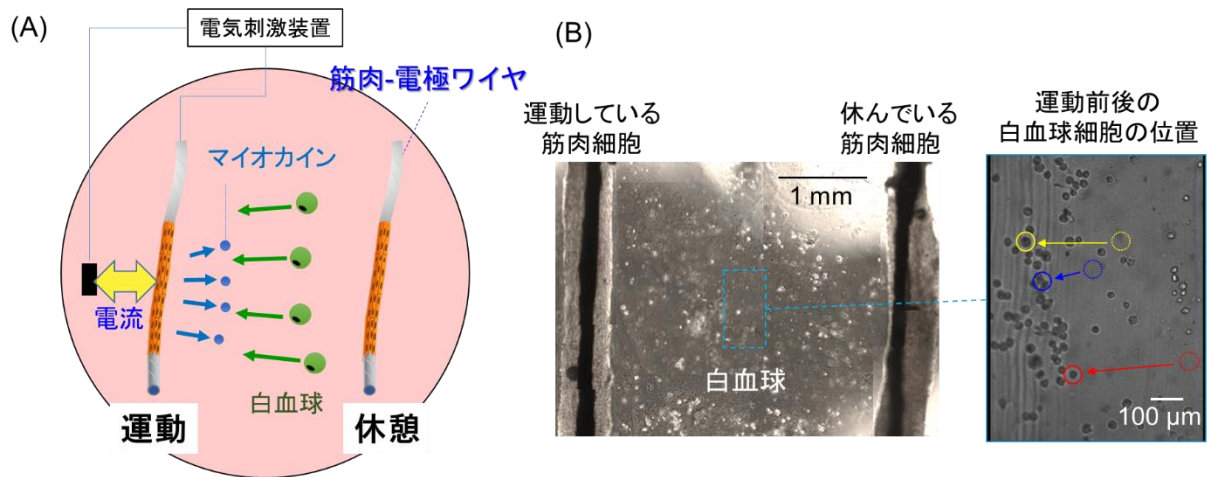 (A)
電気刺激装置
筋肉-電極ワイヤ
マイオカイン
電流
白血球
運動
休憩
(B)
運動している
筋肉細胞
休んでいる
筋肉細胞
1 mm
白血球
運動前後の
白血球細胞の位置
100 μm